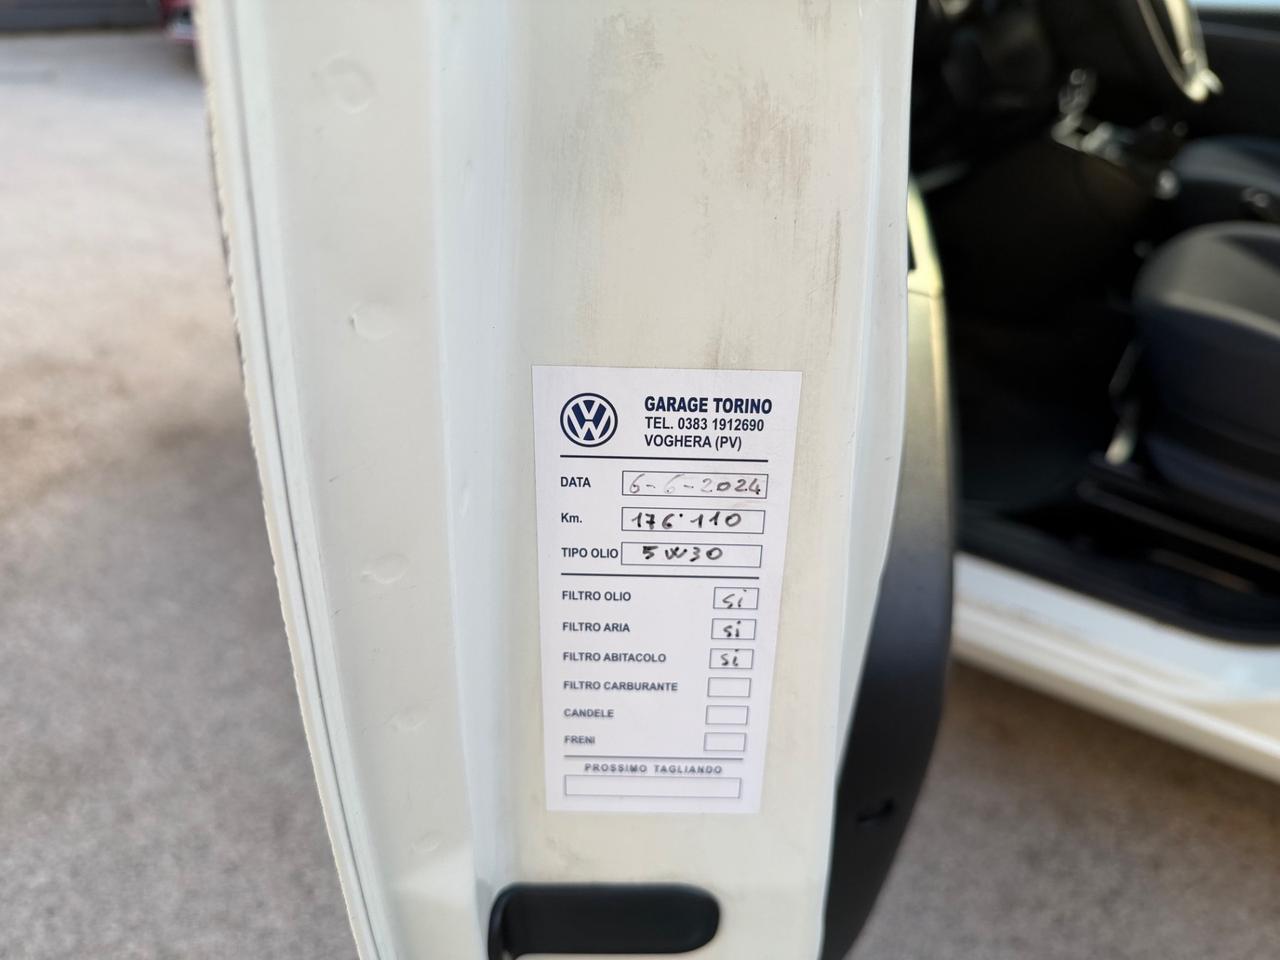 GARAGE TORINO
TEL. 0383 1912690
VOGHERA (PV)
DATA 6-6-2024
Km. 176'110
TIPO OLIO 5W30
FILTRO OLIO si
FILTRO ARIA si
FILTRO ABITACOLO si
FILTRO CARBURANTE
CANDELE
FRENI
PROSSIMO TAGLIANDO